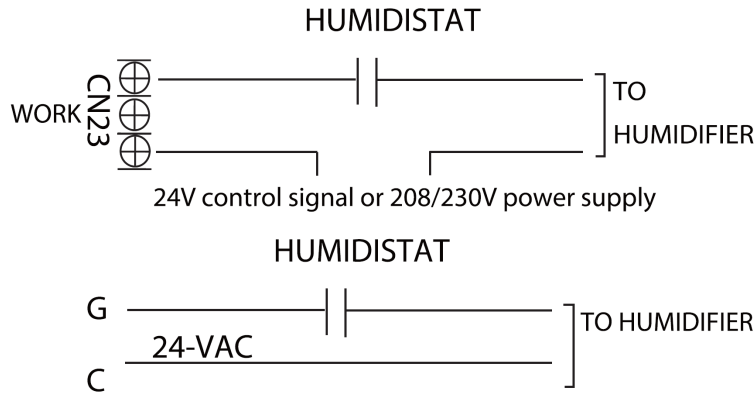 HUMIDISTAT
WORK
CN23
TO
HUMIDIFIER
24V control signal or 208/230V power supply
HUMIDISTAT
G
TO HUMIDIFIER
24-VAC
C